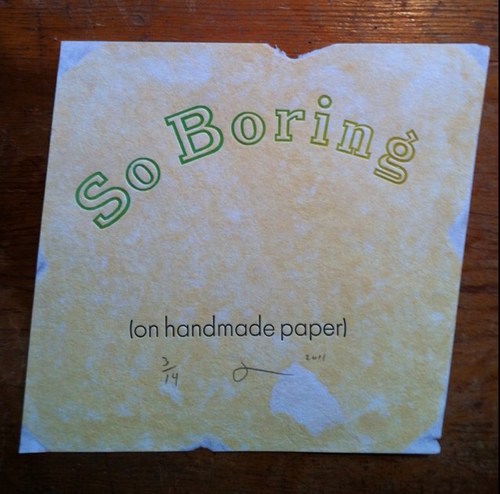 So Boring
(on handmade paper)
3/14
2011